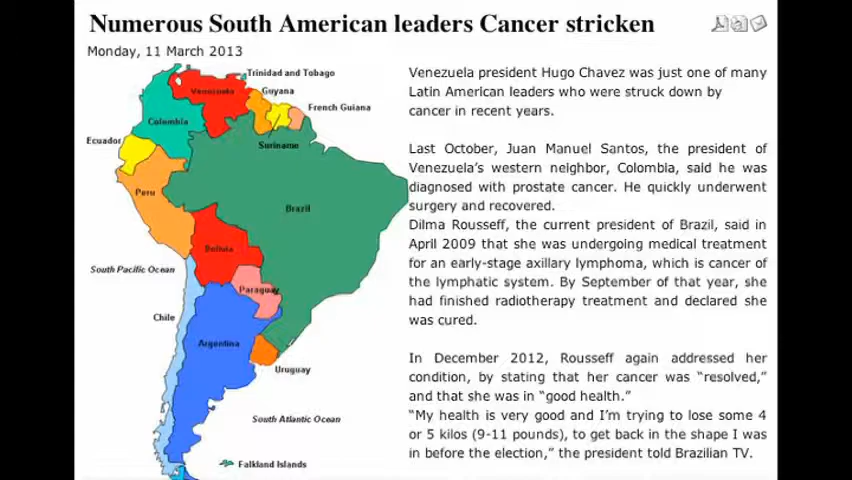 Numerous South American leaders Cancer stricken
Monday, 11 March 2013
Trinidad and Tobago
Venezuela
Guyana
French Guiana
Colombia
Suriname
Ecuador
Peru
Brazil
Bolivia
South Pacific Ocean
Paraguay
Chile
Argentina
Uruguay
South Atlantic Ocean
Falkland Islands
Venezuela president Hugo Chavez was just one of many
Latin American leaders who were struck down by
cancer in recent years.
Last October, Juan Manuel Santos, the president of
Venezuela's western neighbor, Colombia, said he was
diagnosed with prostate cancer. He quickly underwent
surgery and recovered.
Dilma Rousseff, the current president of Brazil, said in
April 2009 that she was undergoing medical treatment
for an early-stage axillary lymphoma, which is cancer of
the lymphatic system. By September of that year, she
had finished radiotherapy treatment and declared she
was cured.
In December 2012, Rousseff again addressed her
condition, by stating that her cancer was “resolved,”
and that she was in “good health.”
“My health is very good and I’m trying to lose some 4
or 5 kilos (9-11 pounds), to get back in the shape I was
in before the election,” the president told Brazilian TV.